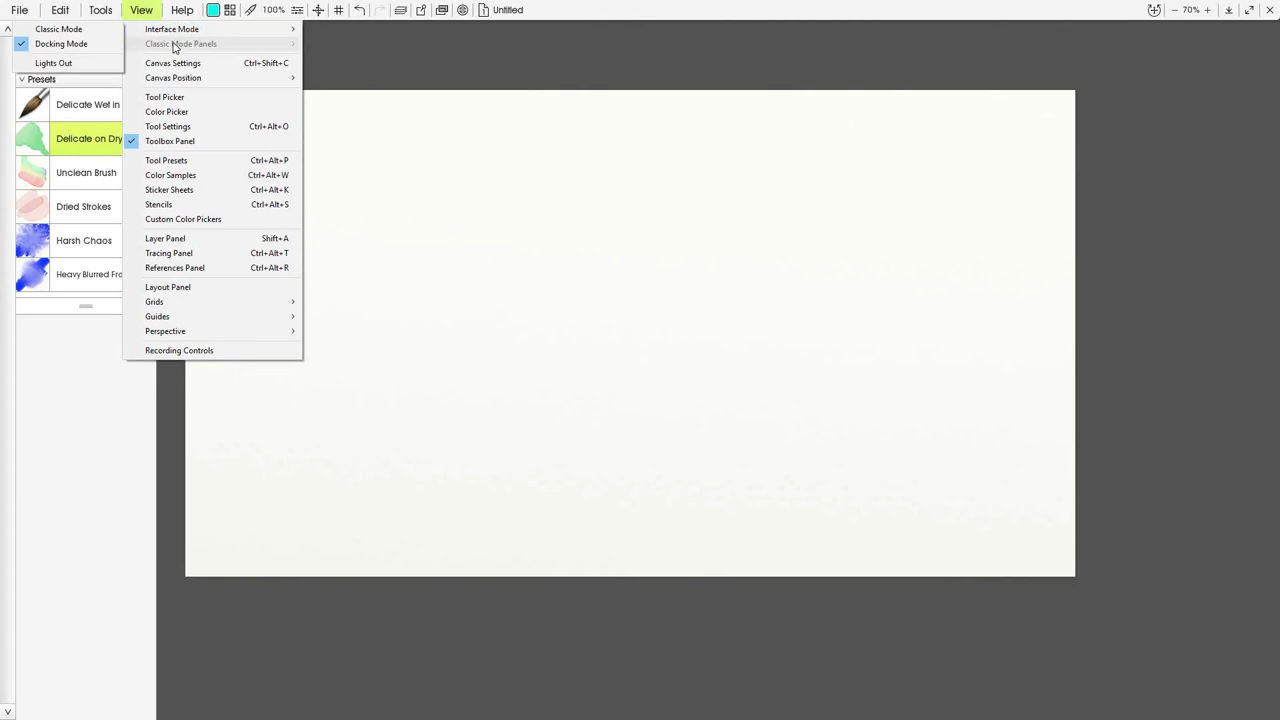 File Edit Tools View Help 100% Untitled 70%
Classic Mode
Docking Mode
Lights Out
Presets
Delicate Wet in
Delicate on Dry
Unclean Brush
Dried Strokes
Harsh Chaos
Heavy Blurred Fro
Interface Mode
Classic Mode Panels
Canvas Settings Ctrl+Shift+C
Canvas Position
Tool Picker
Color Picker
Tool Settings Ctrl+Alt+O
Toolbox Panel
Tool Presets Ctrl+Alt+P
Color Samples Ctrl+Alt+W
Sticker Sheets Ctrl+Alt+K
Stencils Ctrl+Alt+S
Custom Color Pickers
Layer Panel Shift+A
Tracing Panel Ctrl+Alt+T
References Panel Ctrl+Alt+R
Layout Panel
Grids
Guides
Perspective
Recording Controls